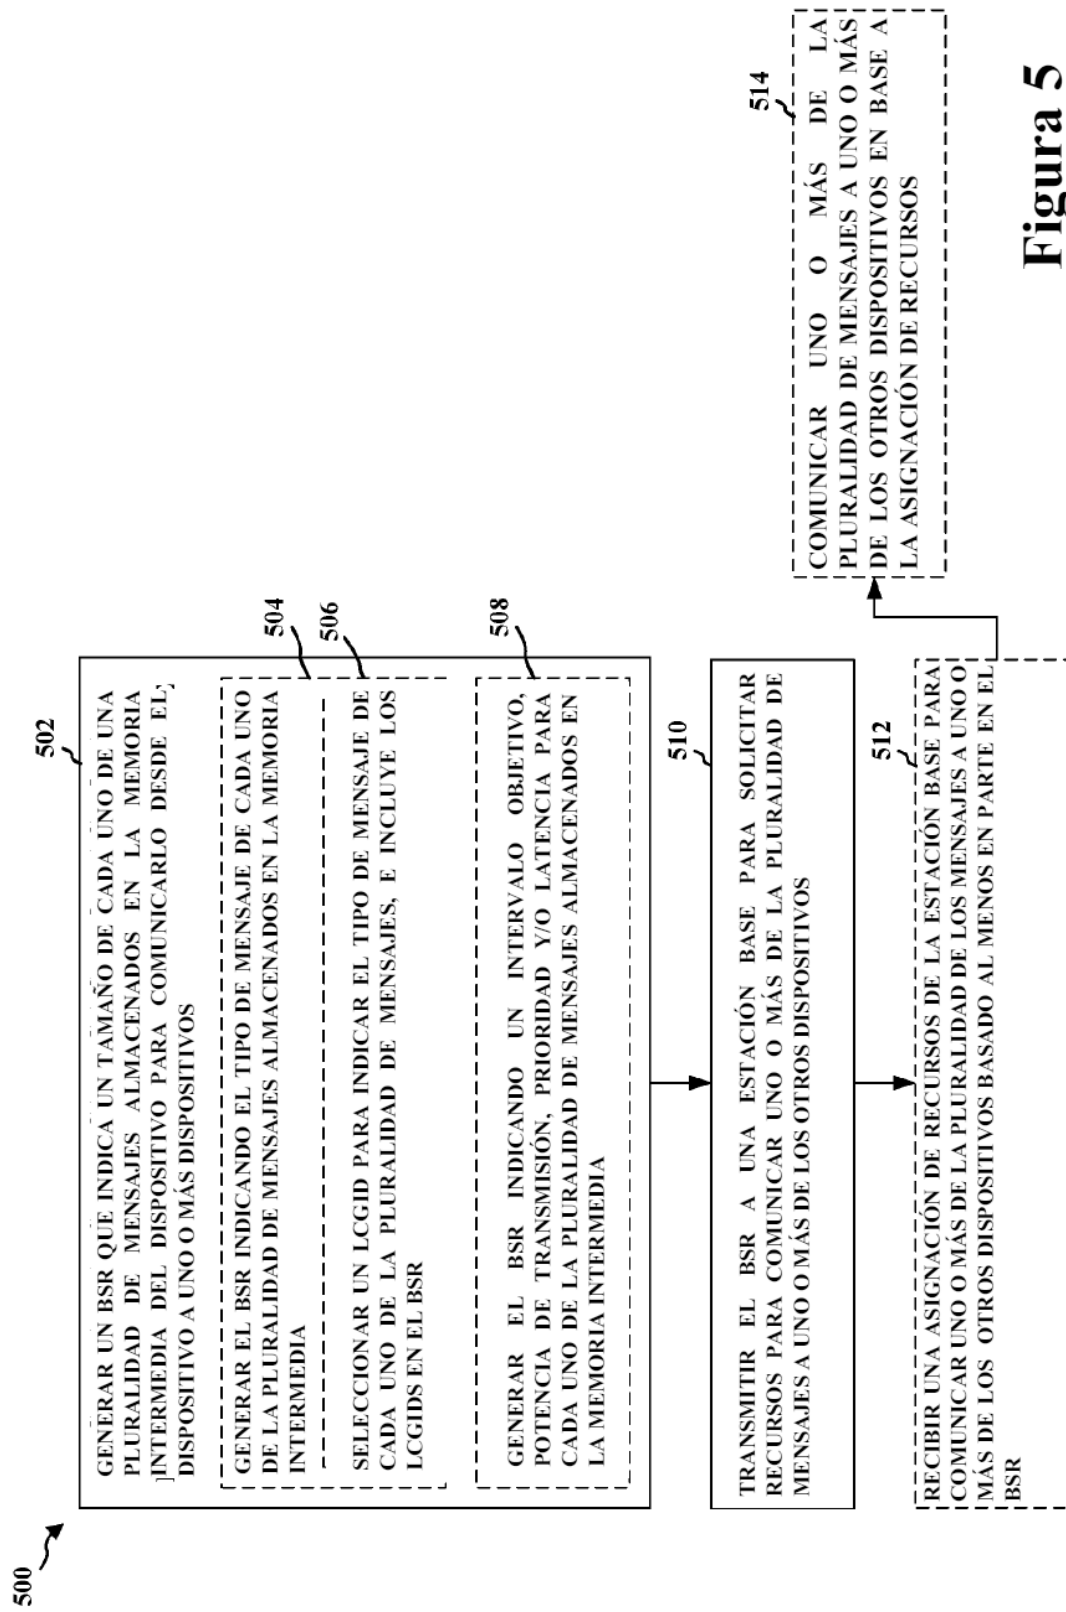 500
502
GENERAR UN BSR QUE INDICA UN TAMAÑO DE CADA UNO DE UNA
PLURALIDAD DE MENSAJES ALMACENADOS EN LA MEMORIA
INTERMEDIA DEL DISPOSITIVO PARA COMUNICARLO DESDE EL
DISPOSITIVO A UNO O MÁS DISPOSITIVOS
504
GENERAR EL BSR INDICANDO EL TIPO DE MENSAJE DE CADA UNO
DE LA PLURALIDAD DE MENSAJES ALMACENADOS EN LA MEMORIA
INTERMEDIA
506
SELECCIONAR UN LCGID PARA INDICAR EL TIPO DE MENSAJE DE
CADA UNO DE LA PLURALIDAD DE MENSAJES, E INCLUYE LOS
LCGIDS EN EL BSR
508
GENERAR EL BSR INDICANDO UN INTERVALO OBJETIVO,
POTENCIA DE TRANSMISIÓN, PRIORIDAD Y/O LATENCIA PARA
CADA UNO DE LA PLURALIDAD DE MENSAJES ALMACENADOS EN
LA MEMORIA INTERMEDIA
510
TRANSMITIR EL BSR A UNA ESTACIÓN BASE PARA SOLICITAR
RECURSOS PARA COMUNICAR UNO O MÁS DE LA PLURALIDAD DE
MENSAJES A UNO O MÁS DE LOS OTROS DISPOSITIVOS
512
RECIBIR UNA ASIGNACIÓN DE RECURSOS DE LA ESTACIÓN BASE PARA
COMUNICAR UNO O MÁS DE LA PLURALIDAD DE LOS MENSAJES A UNO O
MÁS DE LOS OTROS DISPOSITIVOS BASADO AL MENOS EN PARTE EN EL
BSR
514
COMUNICAR UNO O MÁS DE LA
PLURALIDAD DE MENSAJES A UNO O MÁS
DE LOS OTROS DISPOSITIVOS EN BASE A
LA ASIGNACIÓN DE RECURSOS
Figura 5